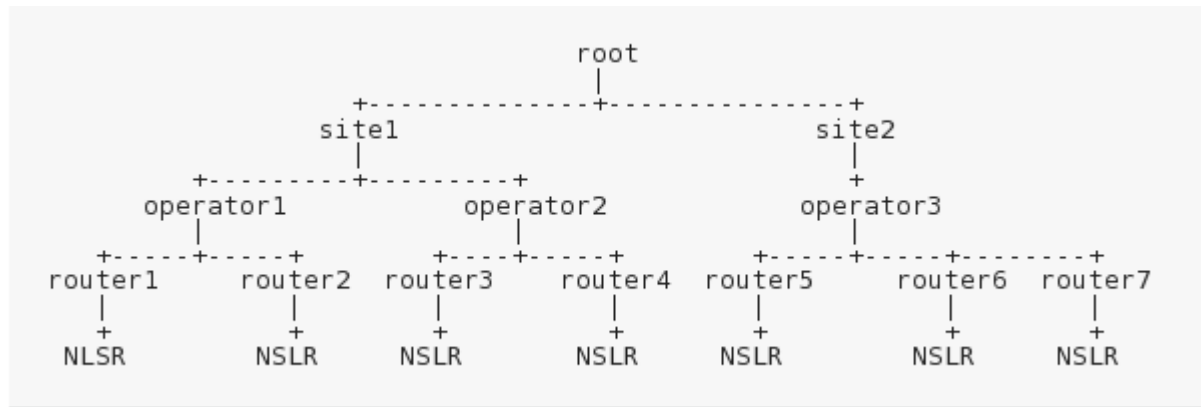 root
site1 site2
operator1 operator2 operator3
router1 router2 router3 router4 router5 router6 router7
NLSR NSLR NSLR NSLR NSLR NSLR NSLR